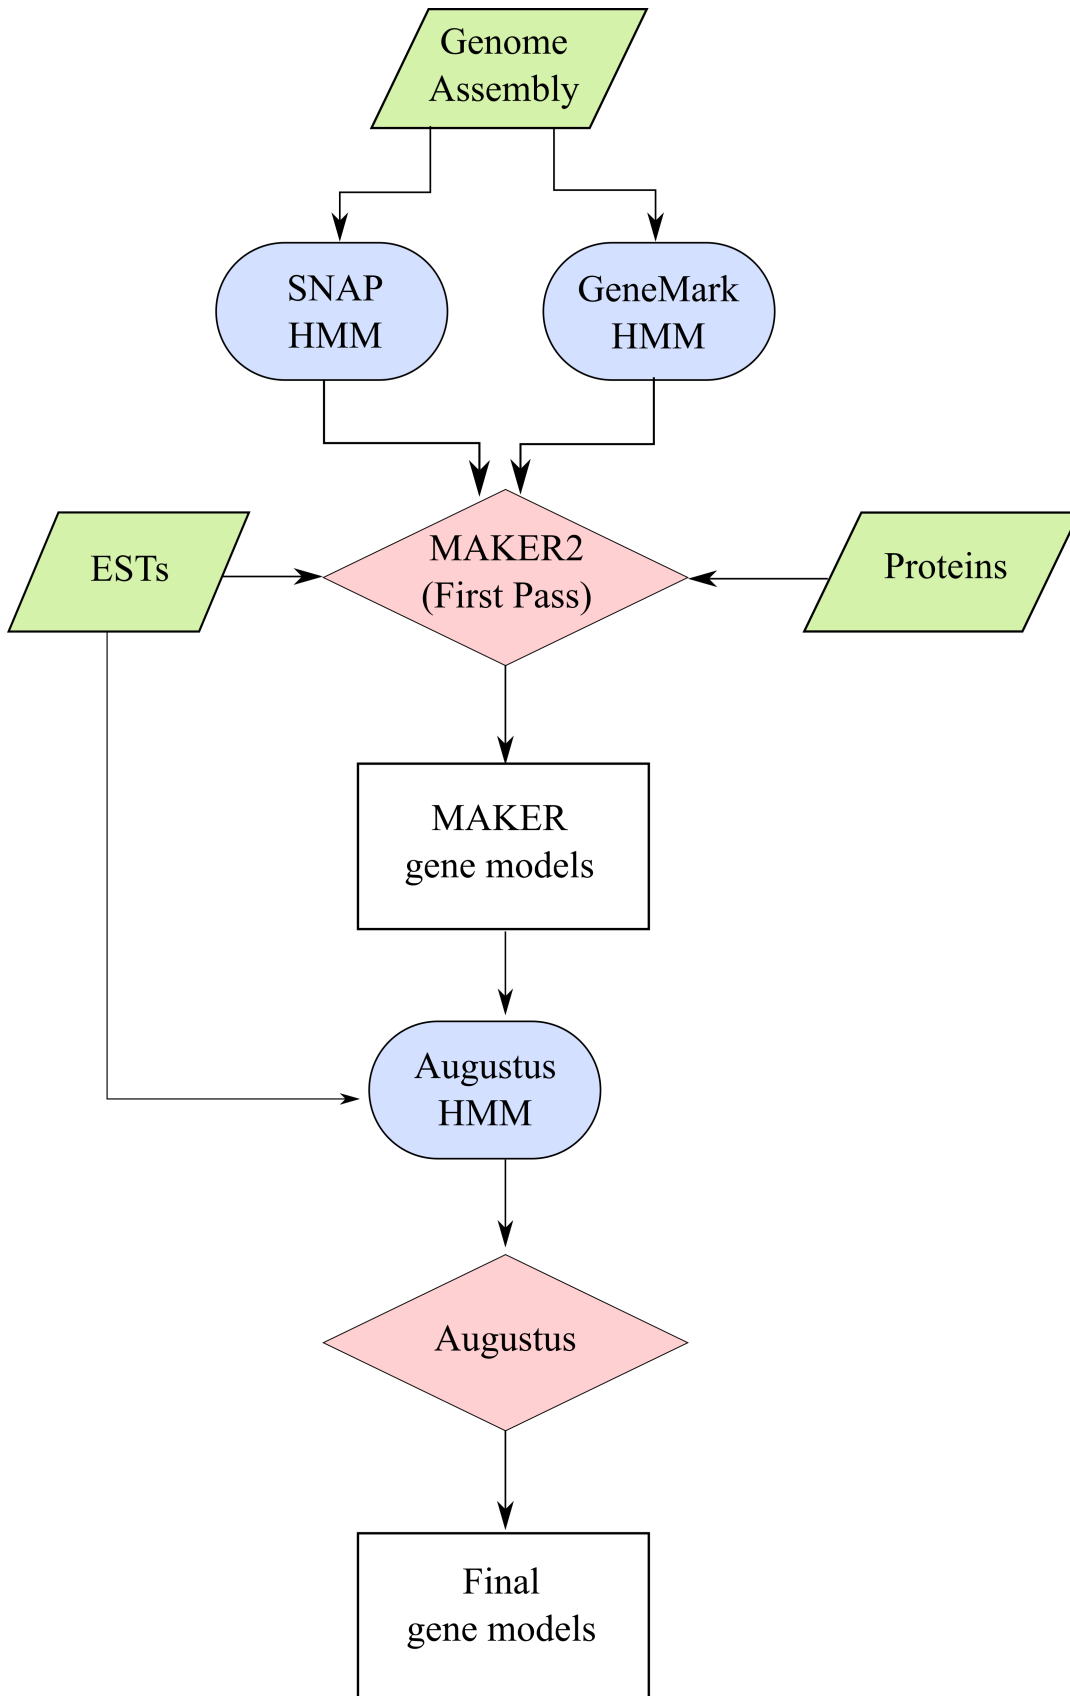 Genome
Assembly
SNAP
HMM
GeneMark
HMM
ESTs
MAKER2
(First Pass)
Proteins
MAKER
gene models
Augustus
HMM
Augustus
Final
gene models